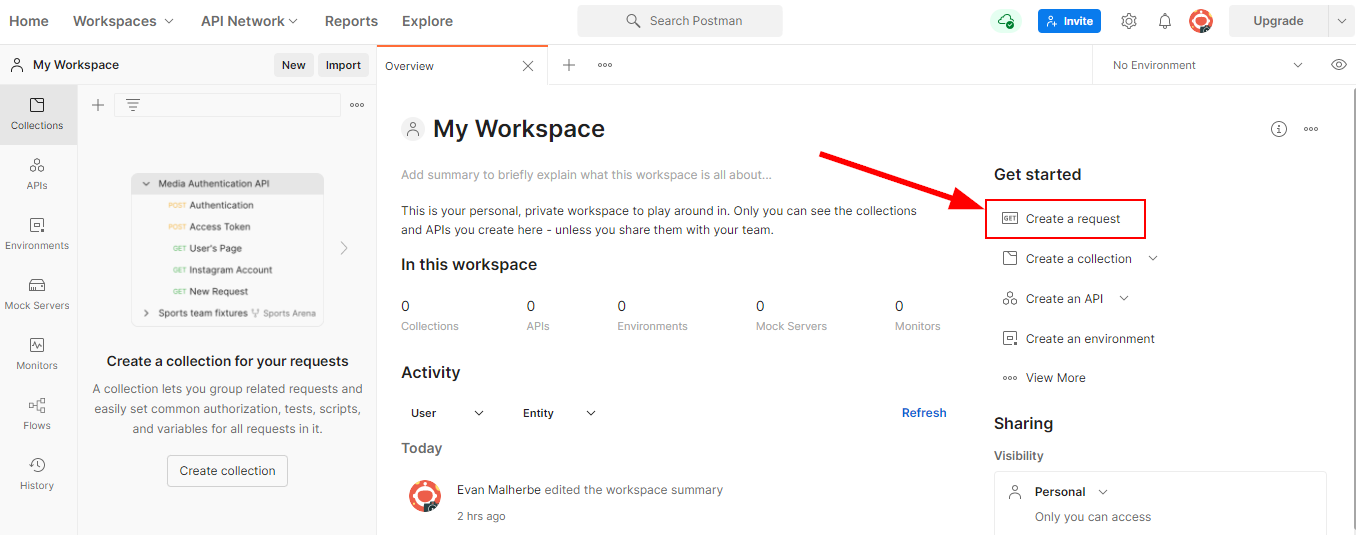 Home Workspaces API Network Reports Explore Search Postman Invite Upgrade
My Workspace New Import Overview No Environment
Collections
APIs
Environments
Mock Servers
Monitors
Flows
History
Media Authentication API
POST Authentication
POST Access Token
GET User's Page
GET Instagram Account
GET New Request
Sports team fixtures Sports Arena
Create a collection for your requests
A collection lets you group related requests and
easily set common authorization, tests, scripts,
and variables for all requests in it.
Create collection
My Workspace
Add summary to briefly explain what this workspace is all about...
This is your personal, private workspace to play around in. Only you can see the collections
and APIs you create here - unless you share them with your team.
In this workspace
0 0 0 0 0
Collections APIs Environments Mock Servers Monitors
Activity
User Entity Refresh
Today
Evan Malherbe edited the workspace summary
2 hrs ago
Get started
GET Create a request
Create a collection
Create an API
Create an environment
View More
Sharing
Visibility
Personal
Only you can access